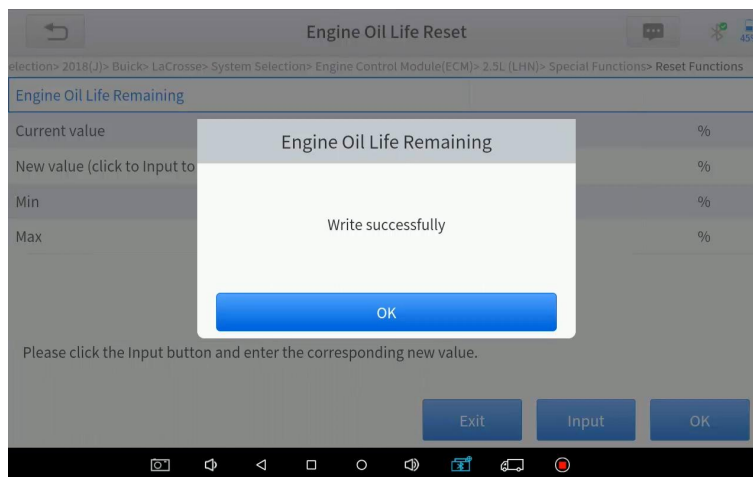 Engine Oil Life Reset
45%
election> 2018(J)> Buick> LaCrosse> System Selection> Engine Control Module(ECM)> 2.5L (LHN)> Special Functions> Reset Functions
Engine Oil Life Remaining
Current value %
New value (click to Input to %
Min %
Max %
Engine Oil Life Remaining
Write successfully
OK
Please click the Input button and enter the corresponding new value.
Exit Input OK